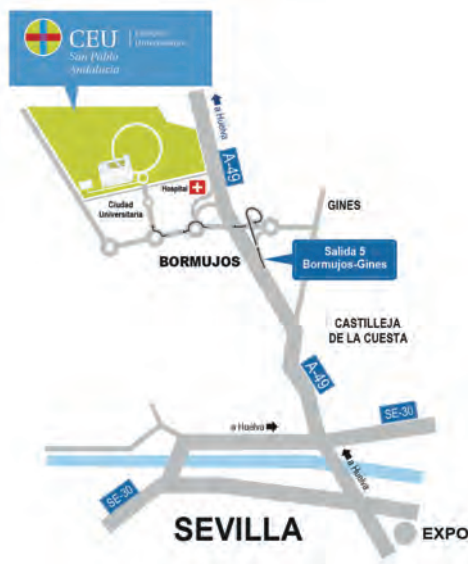 CEU
San Pablo
Andalucía
a Huelva
A-49
Hospital
Ciudad
Universitaria
GINES
Salida 5
Bormujos-Gines
BORMUJOS
CASTILLEJA
DE LA CUESTA
A-49
SE-30
a Huelva
a Huelva
SE-30
SEVILLA
EXPO